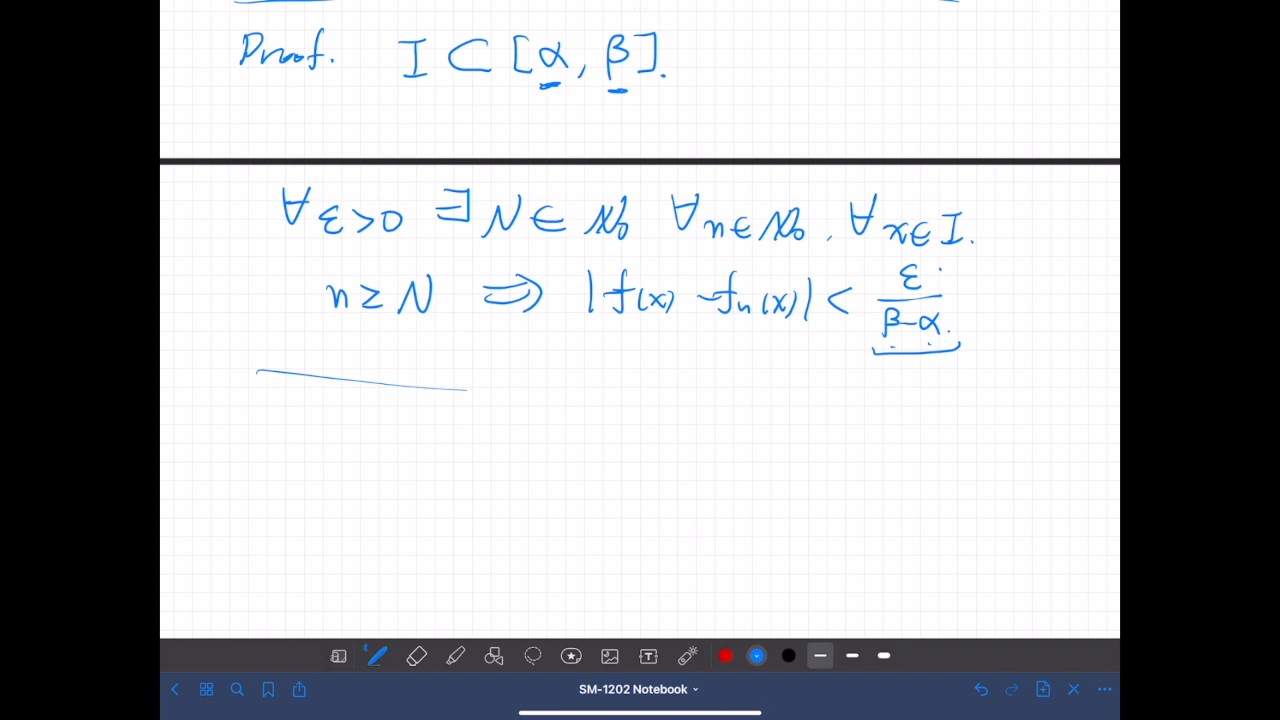 Proof. I ⊂ [α, β].
∀ε>0 ∃N∈ℕ₀ ∀n∈ℕ₀, ∀x∈I.
n ≥ N ⇒ |f(x) - fₙ(x)| < ε/(β-α).
SM-1202 Notebook